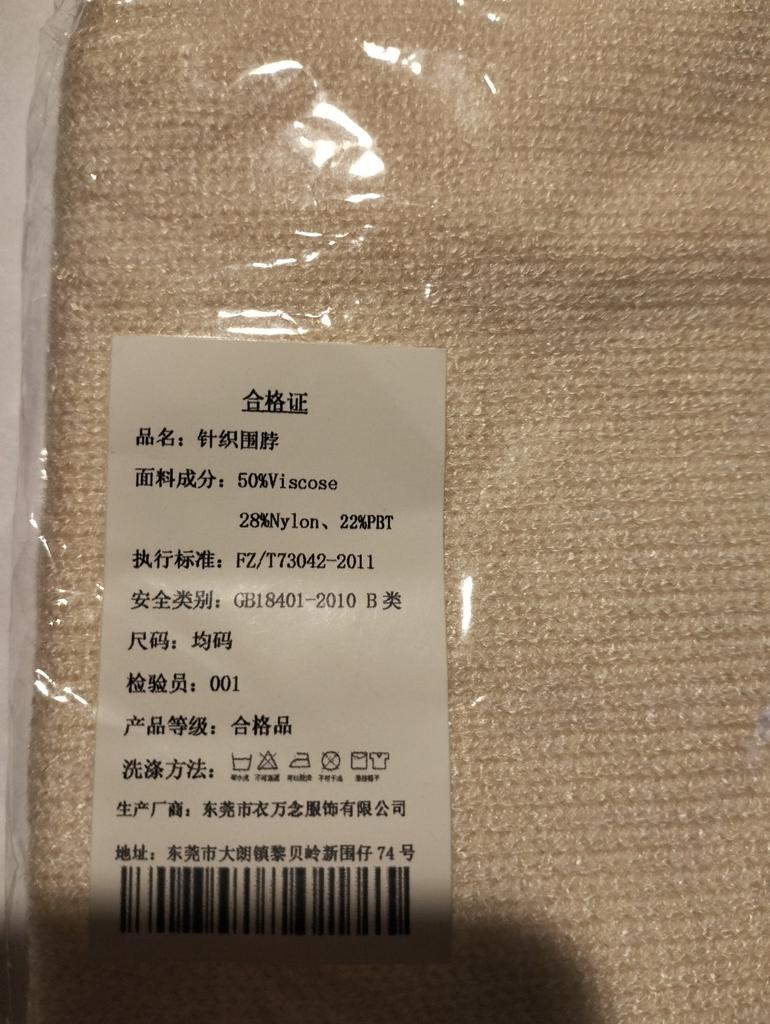 合格证
品名：针织围脖
面料成分：50%Viscose
28%Nylon、22%PBT
执行标准：FZ/T73042-2011
安全类别：GB18401-2010 B 类
尺码：均码
检验员：001
产品等级：合格品
洗涤方法：
生产厂商：东莞市衣万念服饰有限公司
地址：东莞市大朗镇黎贝岭新围仔 74 号